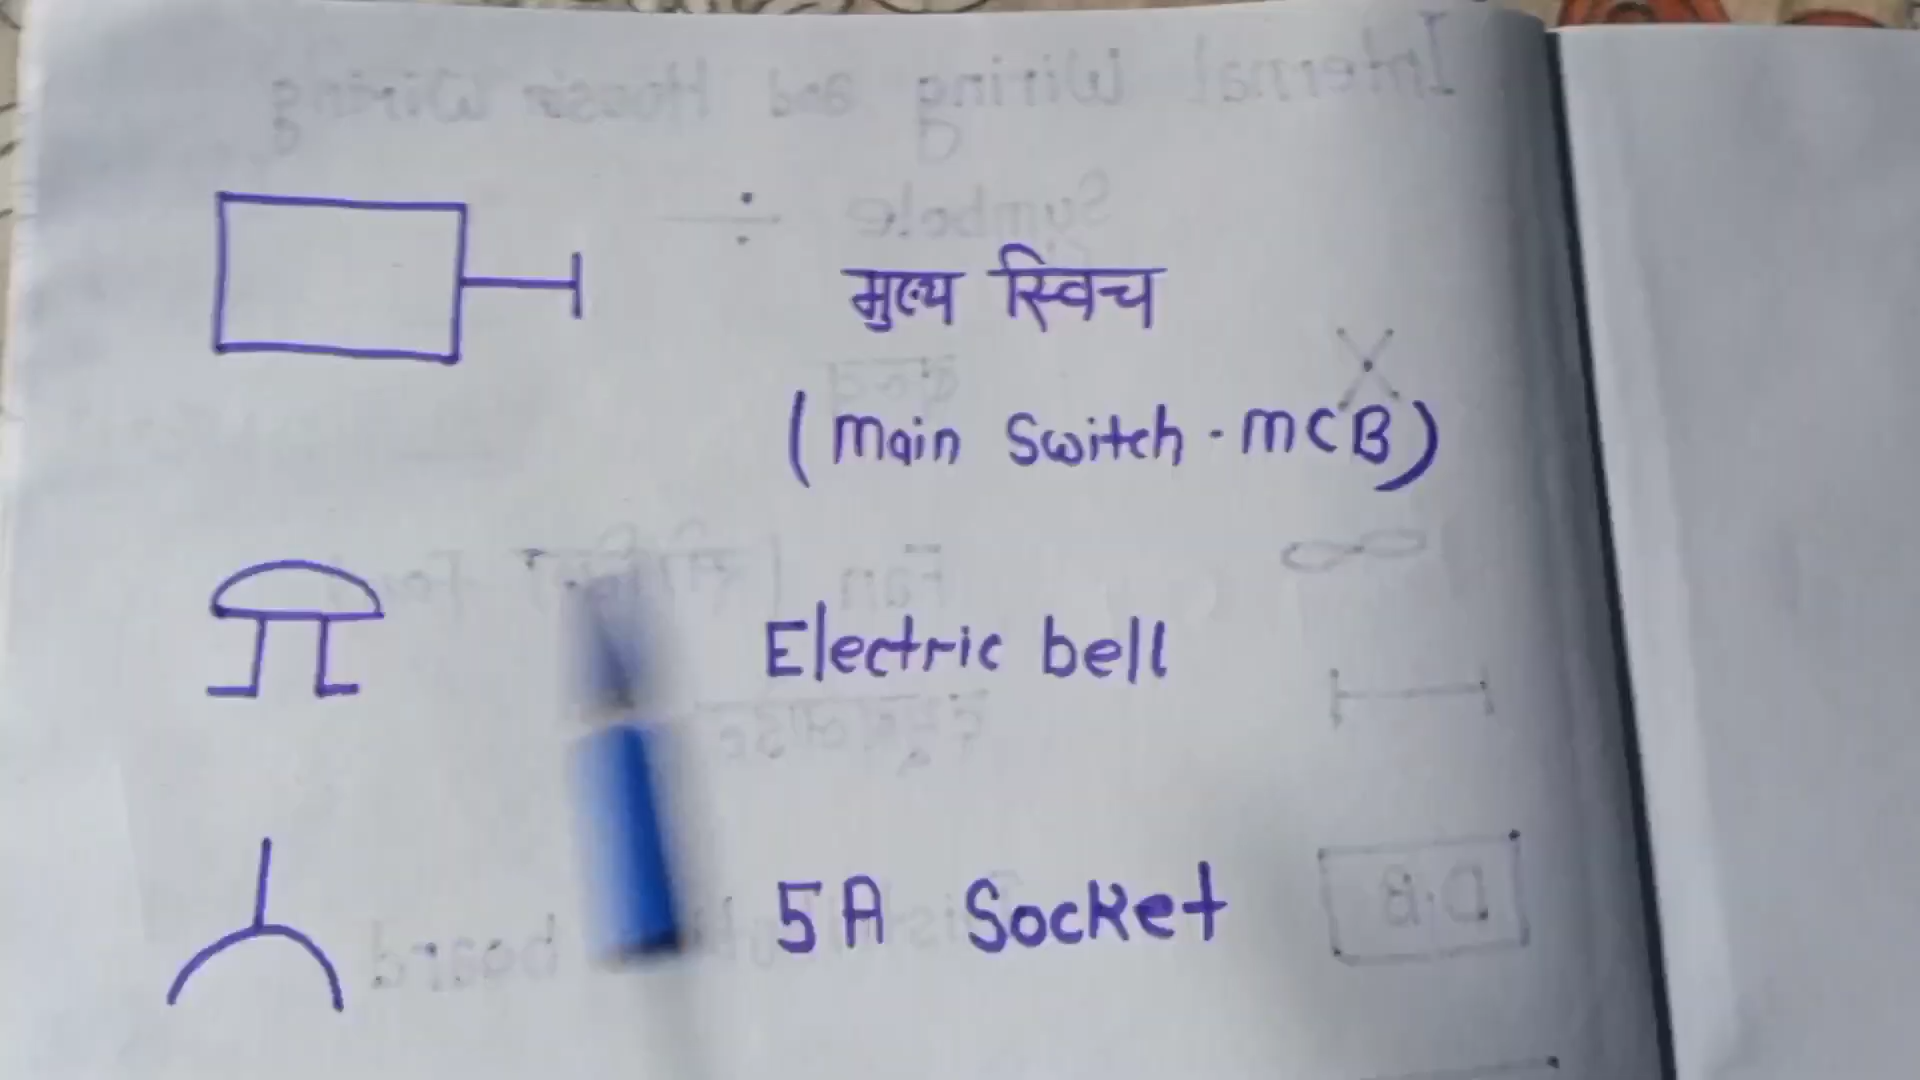 मुख्य स्विच
(Main Switch - MCB)
Electric bell
5A Socket